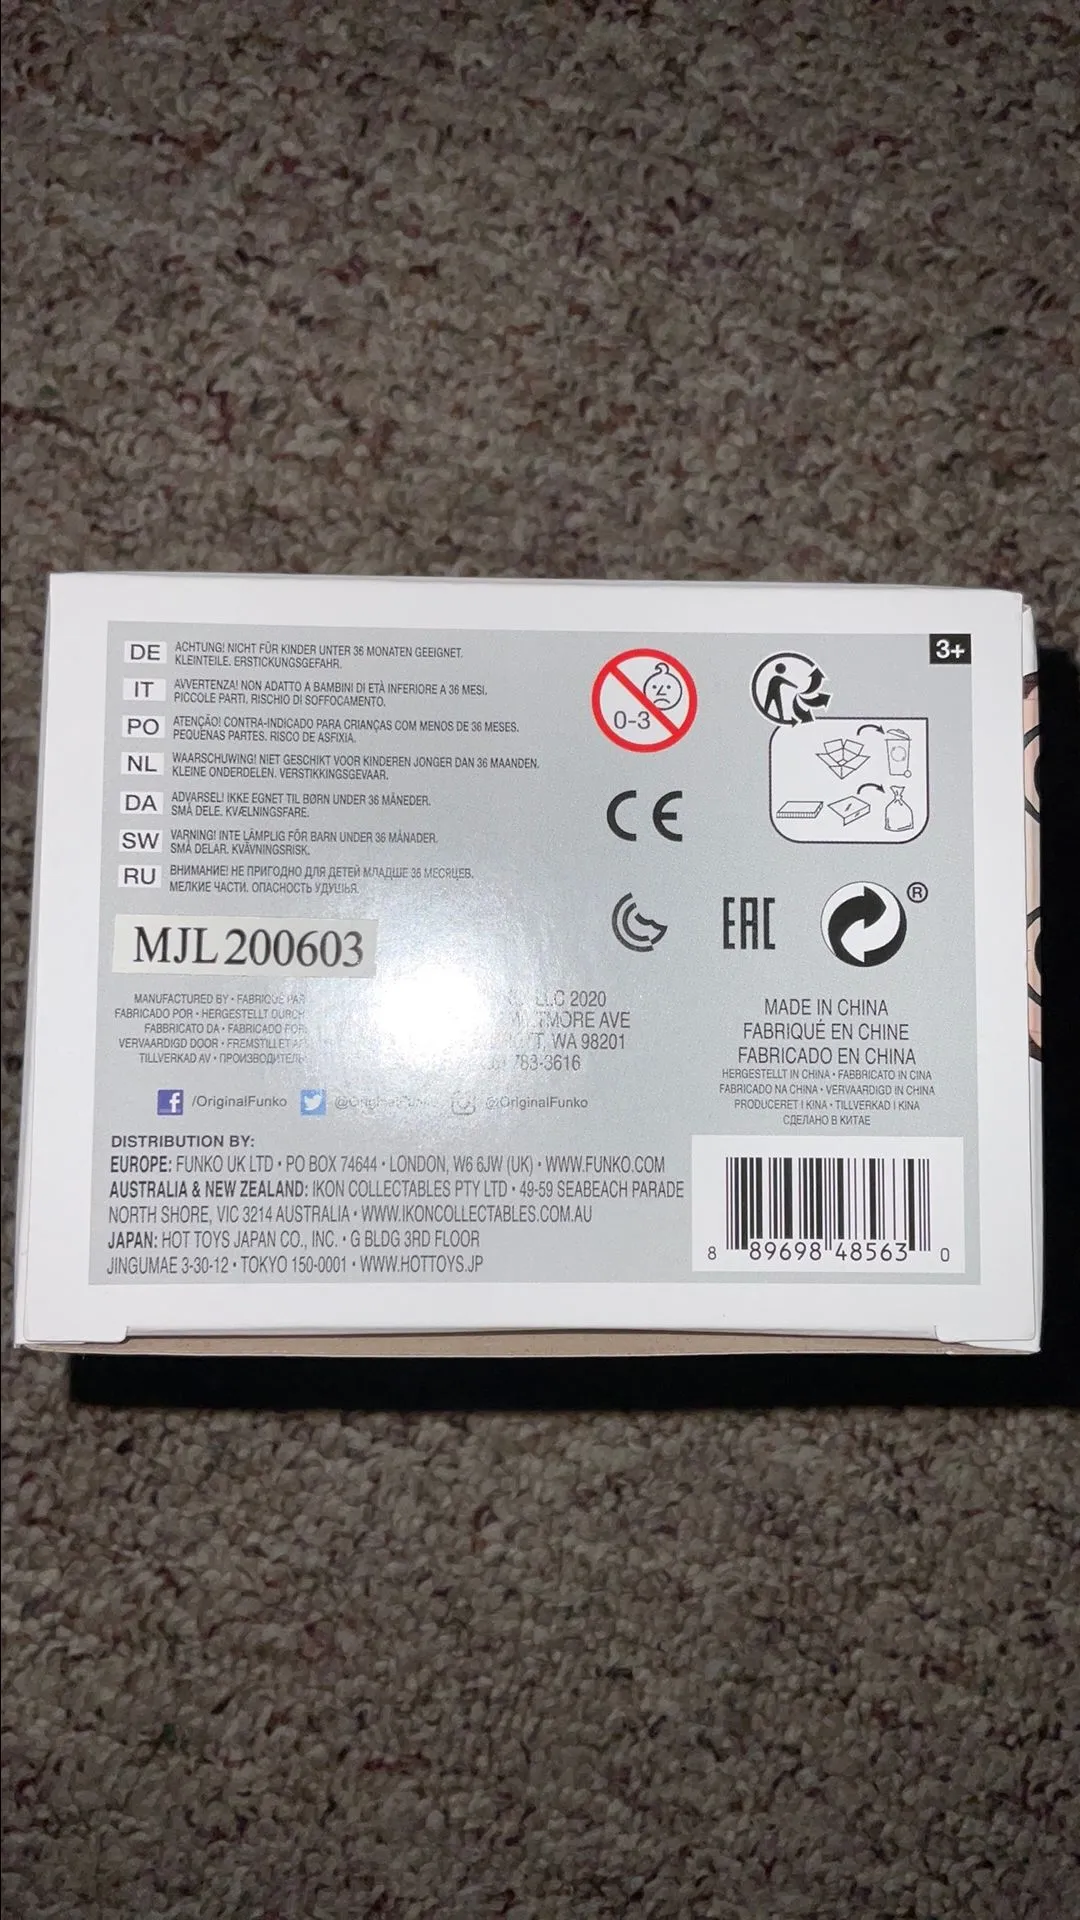 DE ACHTUNG! NICHT FÜR KINDER UNTER 36 MONATEN GEEIGNET.
KLEINTEILE. ERSTICKUNGSGEFAHR.
IT AVVERTENZA! NON ADATTO A BAMBINI DI ETÀ INFERIORE A 36 MESI.
PICCOLE PARTI. RISCHIO DI SOFFOCAMENTO.
PO ATENÇÃO! CONTRA-INDICADO PARA CRIANÇAS COM MENOS DE 36 MESES.
PEQUENAS PARTES. RISCO DE ASFIXIA.
NL WAARSCHUWING! NIET GESCHIKT VOOR KINDEREN JONGER DAN 36 MAANDEN.
KLEINE ONDERDELEN. VERSTIKKINGSGEVAAR.
DA ADVARSEL! IKKE EGNET TIL BØRN UNDER 36 MÅNEDER.
SMÅ DELE. KVÆLNINGSFARE.
SW VARNING! INTE LÄMPLIG FÖR BARN UNDER 36 MÅNADER.
SMÅ DELAR. KVÄVNINGSRISK.
RU ВНИМАНИЕ! НЕ ПРИГОДНО ДЛЯ ДЕТЕЙ МЛАДШЕ 36 МЕСЯЦЕВ.
МЕЛКИЕ ЧАСТИ. ОПАСНОСТЬ УДУШЬЯ.
0-3
3+
CE
EAC
®
MJL 200603
MANUFACTURED BY • FABRIQUÉ PAR
FABRICADO POR • HERGESTELLT DURCH
FABBRICATO DA • FABRICADO POR
VERVAARDIGD DOOR • FREMSTILLET AF
TILLVERKAD AV •
LLC 2020
AVE
WA 98201
783-3616
/OriginalFunko @OriginalFunko
MADE IN CHINA
FABRIQUÉ EN CHINE
FABRICADO EN CHINA
HERGESTELLT IN CHINA • FABBRICATO IN CINA
FABRICADO NA CHINA • VERVAARDIGD IN CHINA
PRODUCERET I KINA • TILLVERKAD I KINA
СДЕЛАНО В КИТАЕ
DISTRIBUTION BY:
EUROPE: FUNKO UK LTD • PO BOX 74644 • LONDON, W6 6JW (UK) • WWW.FUNKO.COM
AUSTRALIA & NEW ZEALAND: IKON COLLECTABLES PTY LTD • 49-59 SEABEACH PARADE
NORTH SHORE, VIC 3214 AUSTRALIA • WWW.IKONCOLLECTABLES.COM.AU
JAPAN: HOT TOYS JAPAN CO., INC. • G BLDG 3RD FLOOR
JINGUMAE 3-30-12 • TOKYO 150-0001 • WWW.HOTTOYS.JP
8 89698 48563 0